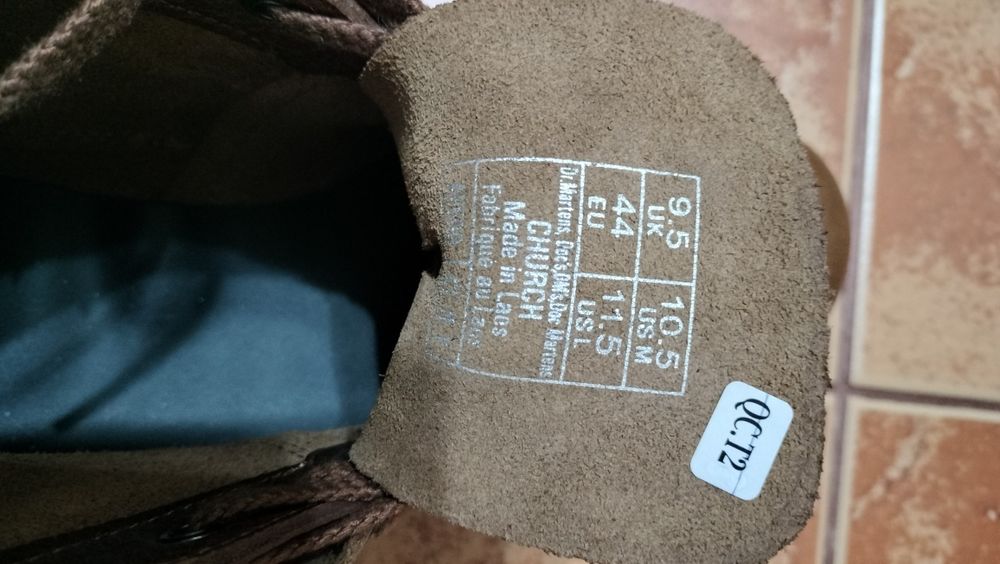 9.5
UK
10.5
US M
44
EU
11.5
US L
Dr.Martens, Doc's, DM's, Doc Martens
CHURCH
Made in Laos
Fabriqué au Laos
QC.T2